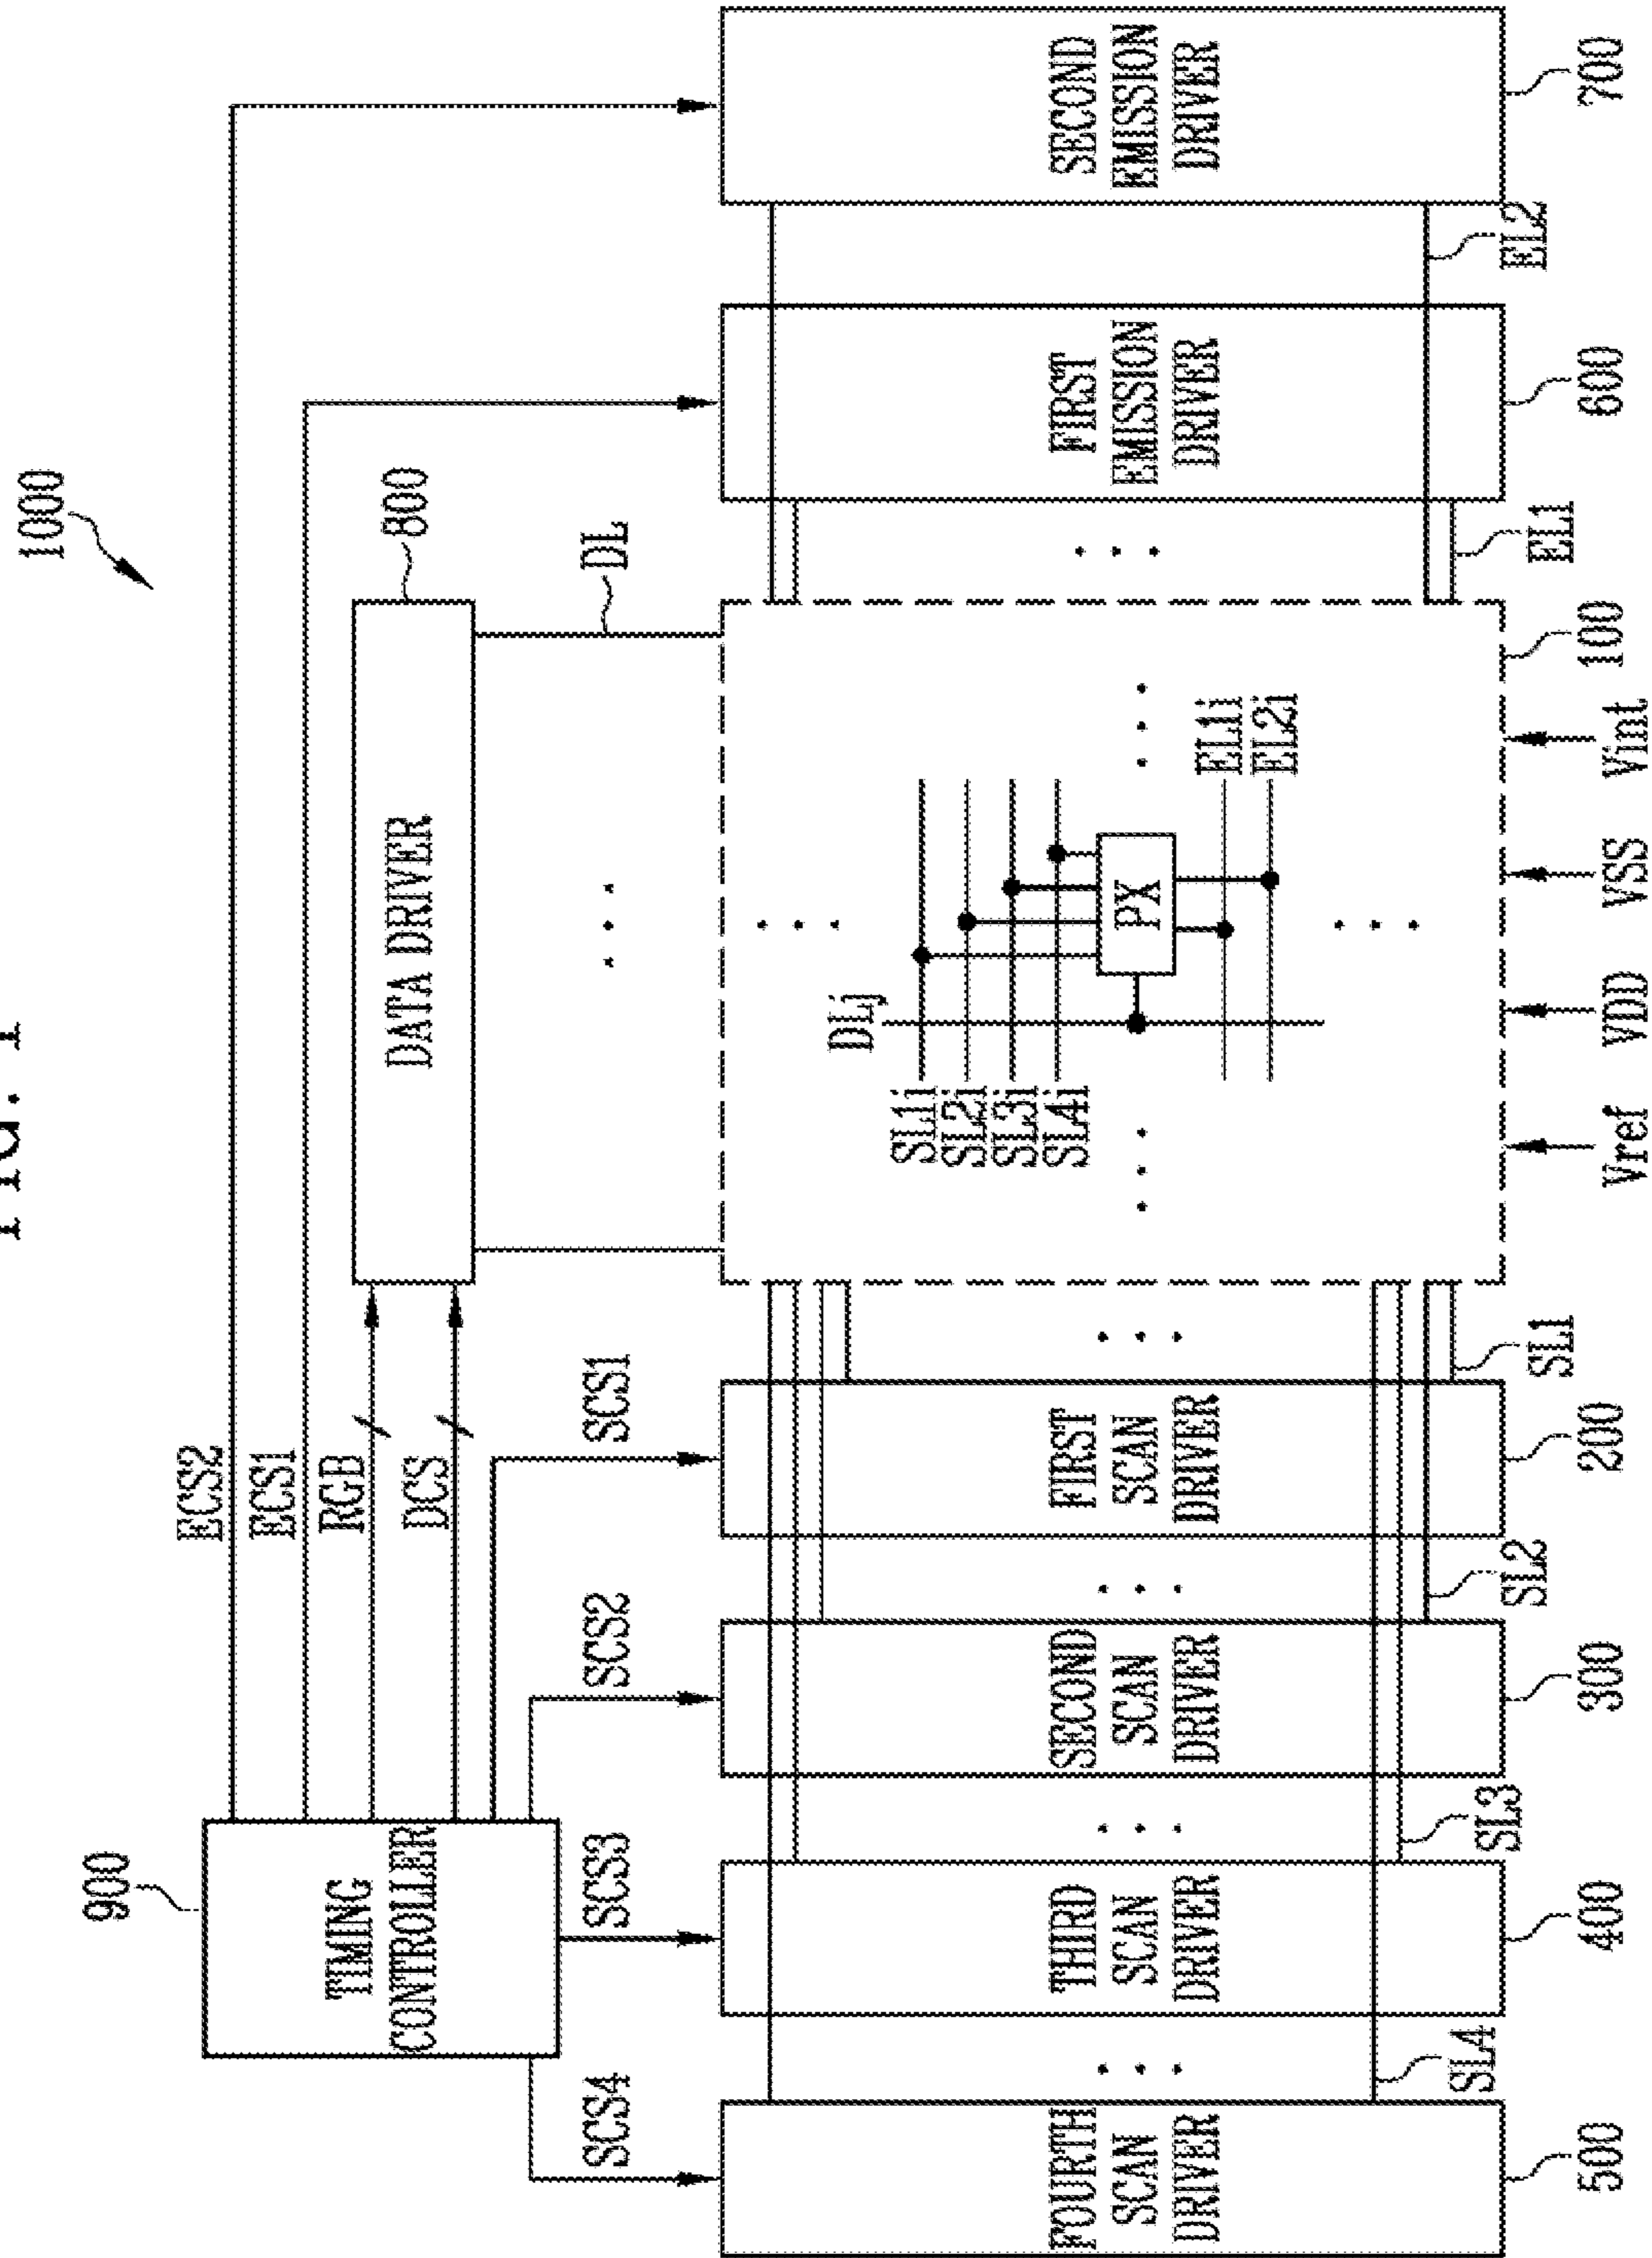 FIG. 1
1000
900
TIMING
CONTROLLER
ECS2
ECS1
RGB
DCS
DATA DRIVER
800
SCS4
SCS3
SCS2
SCS1
DL
FOURTH
SCAN
DRIVER
THIRD
SCAN
DRIVER
SECOND
SCAN
DRIVER
FIRST
SCAN
DRIVER
DLj
SL1i
SL2i
SL3i
SL4i
PX
EL1i
EL2i
FIRST
EMISSION
DRIVER
SECOND
EMISSION
DRIVER
SL4
SL3
SL2
SL1
EL1
EL2
500
400
300
200
100
600
700
Vref
VDD
VSS
Vint